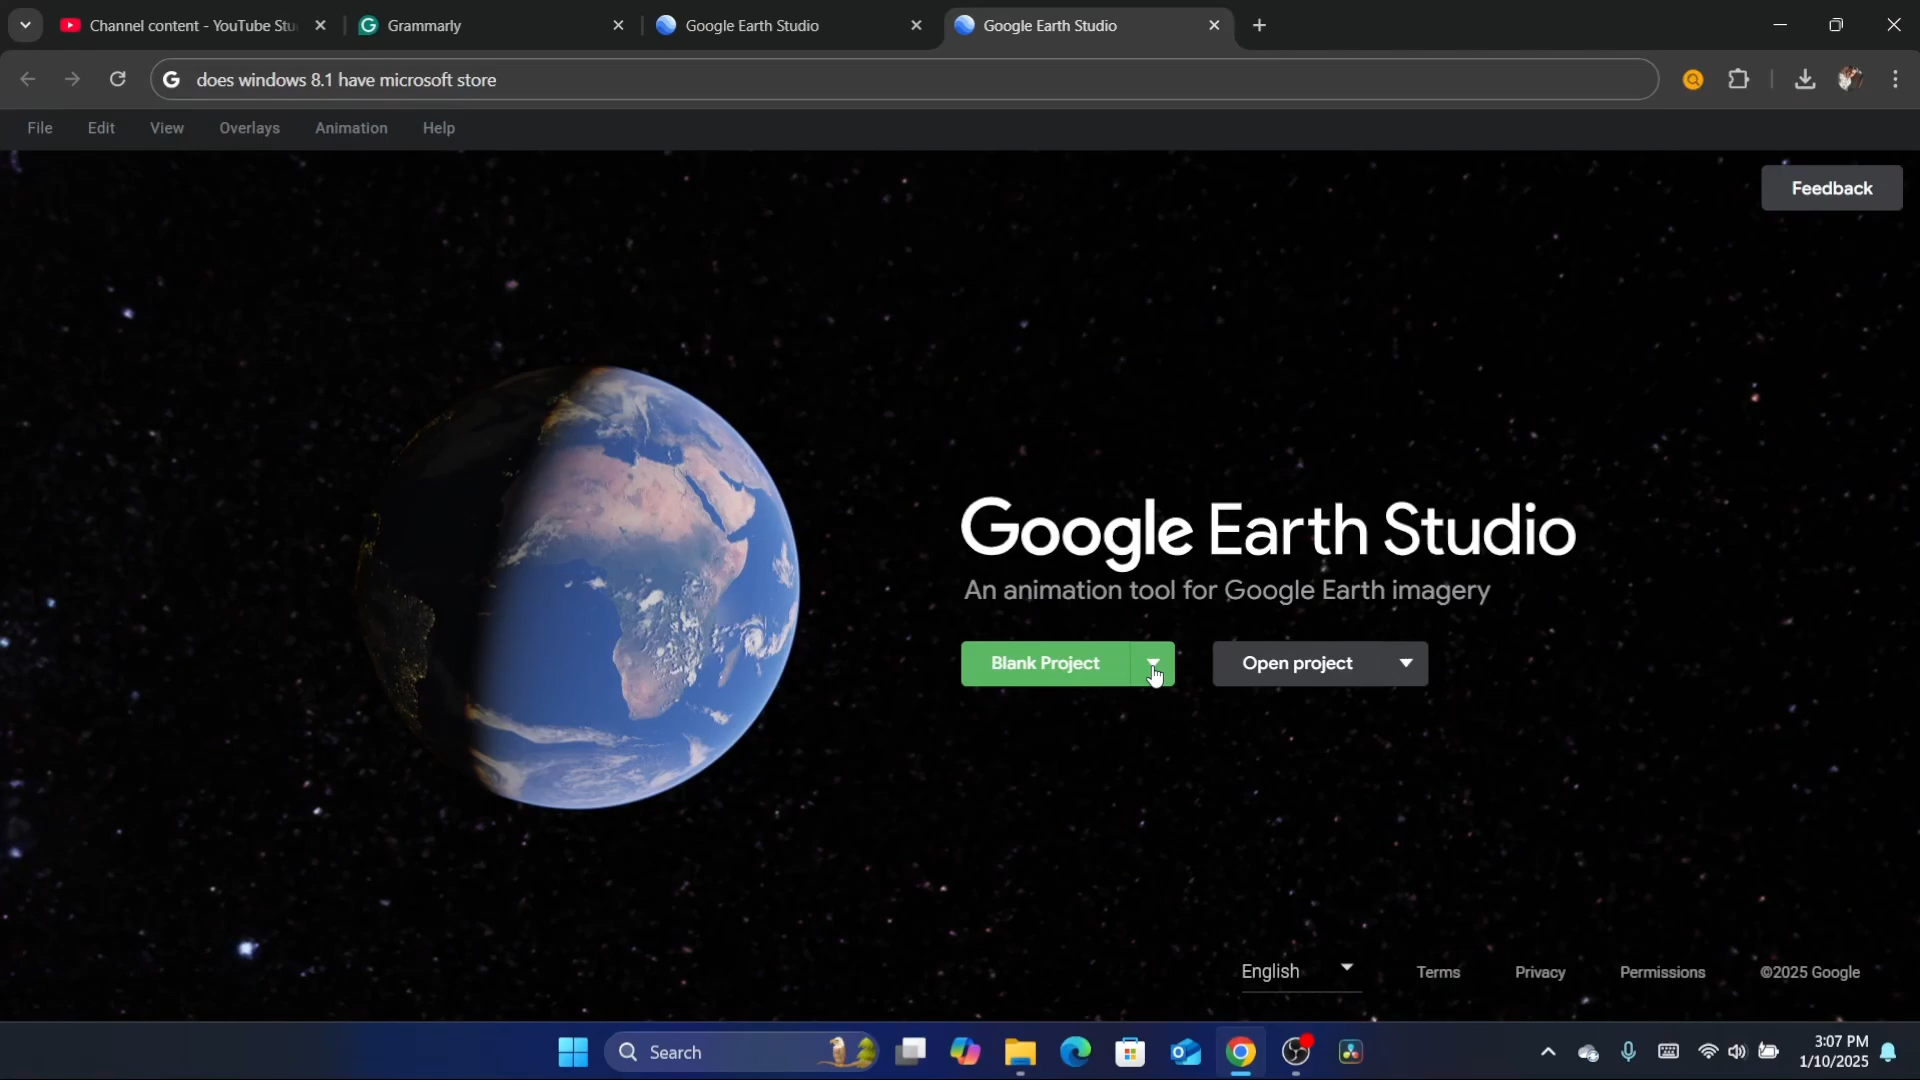 Channel content - YouTube Stu
Grammarly
Google Earth Studio
Google Earth Studio
does windows 8.1 have microsoft store
File Edit View Overlays Animation Help
Feedback
Google Earth Studio
An animation tool for Google Earth imagery
Blank Project
Open project
English
Terms
Privacy
Permissions
©2025 Google
Search
3:07 PM
1/10/2025